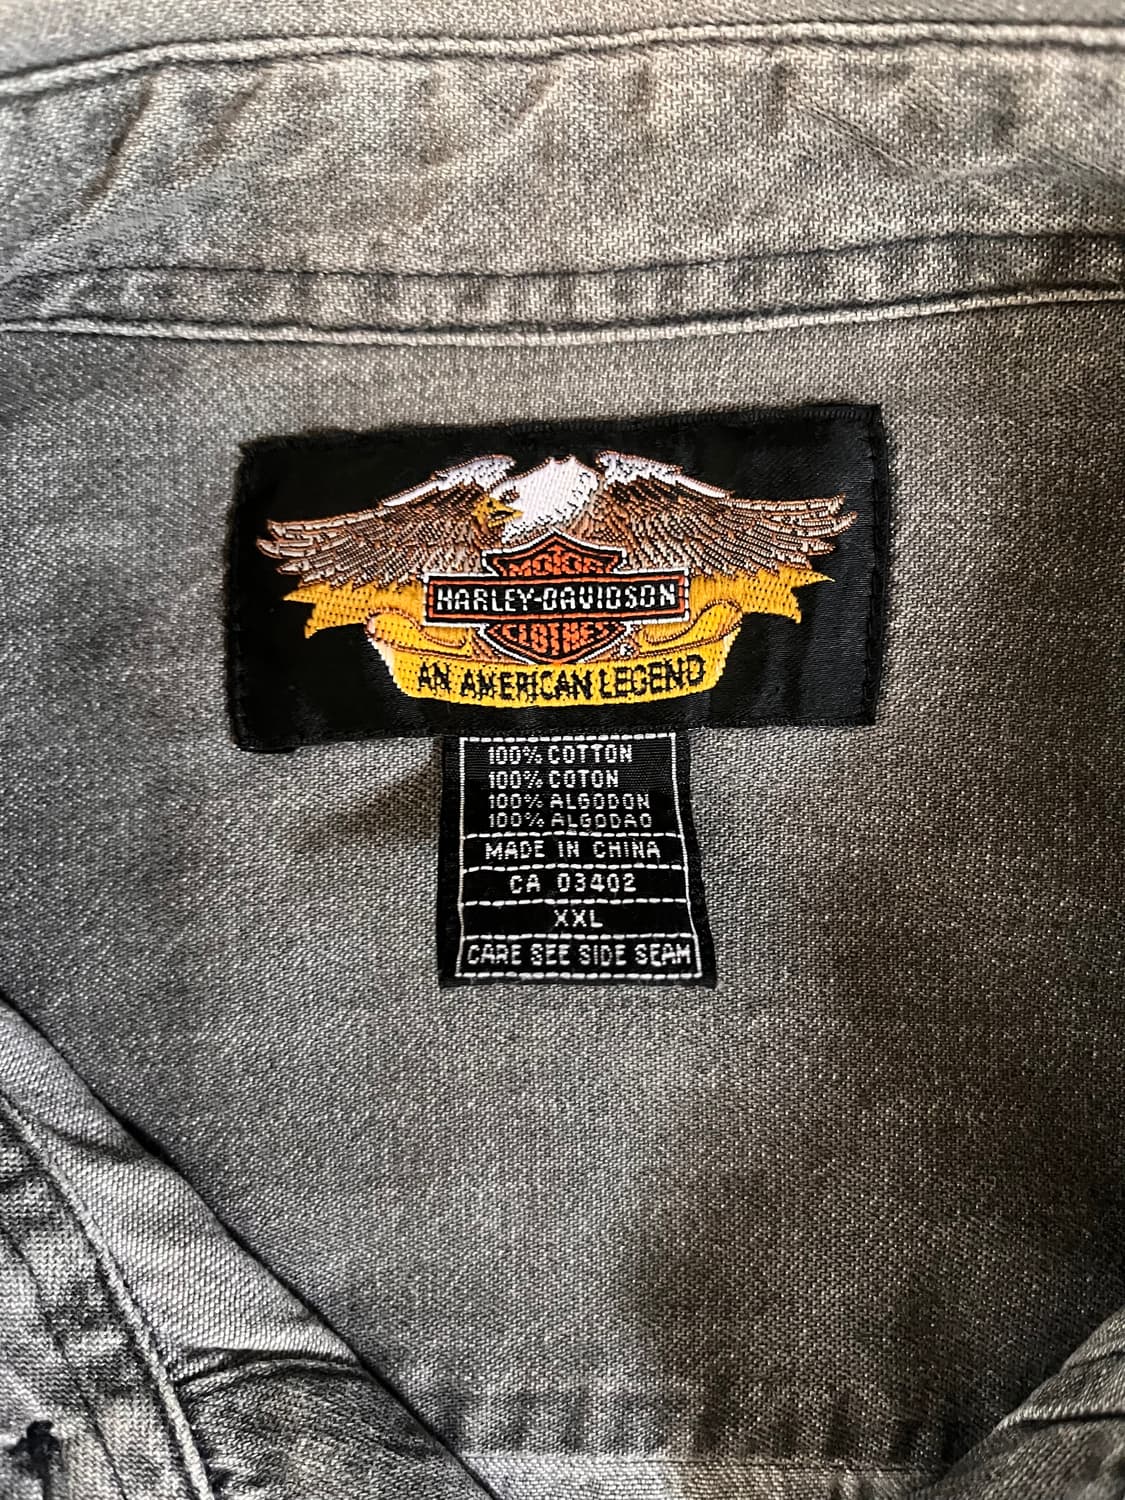 MOTOR
HARLEY-DAVIDSON
CLOTHES
AN AMERICAN LEGEND
100% COTTON
100% COTON
100% ALGODON
100% ALGODAO
MADE IN CHINA
CA 03402
XXL
CARE SEE SIDE SEAM